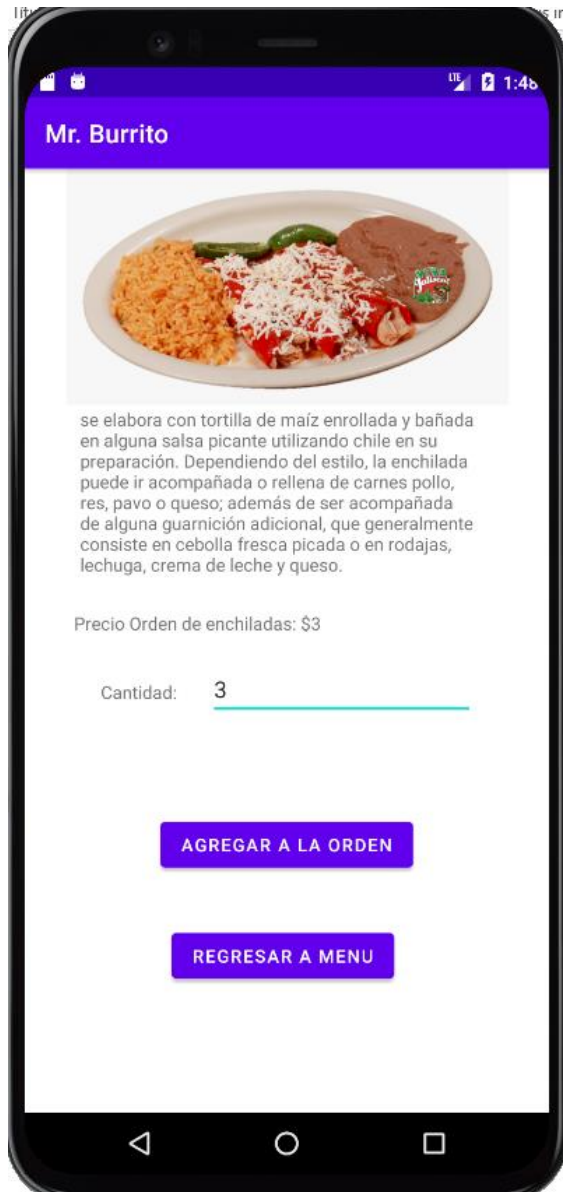 LTE 1:48
Mr. Burrito
Jalisco
se elabora con tortilla de maíz enrollada y bañada
en alguna salsa picante utilizando chile en su
preparación. Dependiendo del estilo, la enchilada
puede ir acompañada o rellena de carnes pollo,
res, pavo o queso; además de ser acompañada
de alguna guarnición adicional, que generalmente
consiste en cebolla fresca picada o en rodajas,
lechuga, crema de leche y queso.
Precio Orden de enchiladas: $3
Cantidad: 3
AGREGAR A LA ORDEN
REGRESAR A MENU